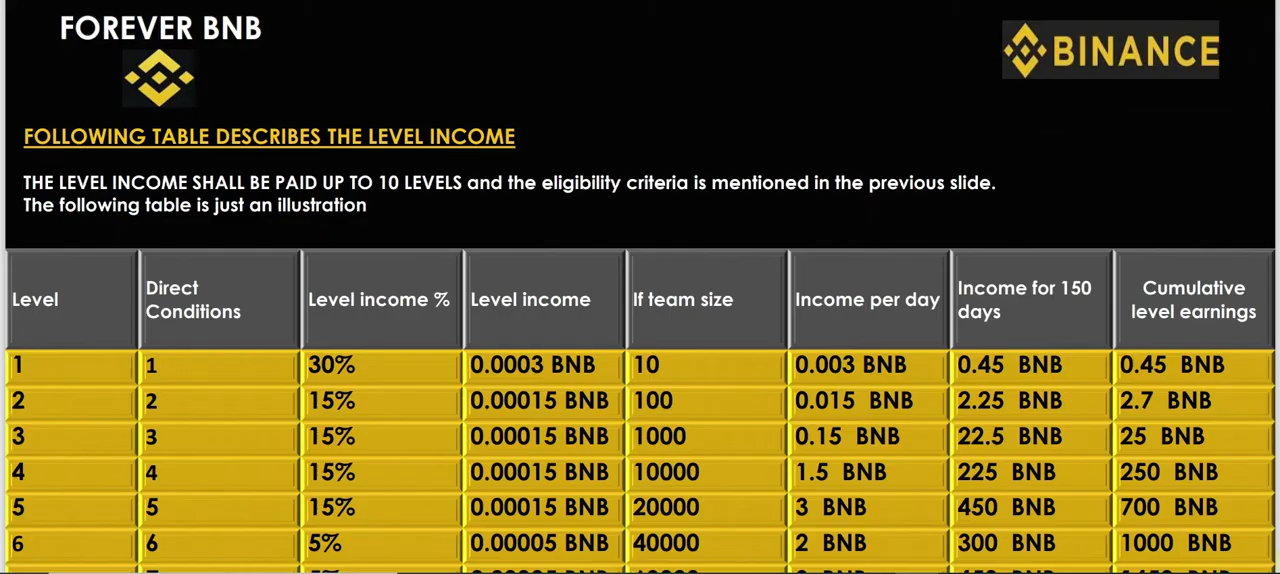 FOREVER BNB
BINANCE
FOLLOWING TABLE DESCRIBES THE LEVEL INCOME
THE LEVEL INCOME SHALL BE PAID UP TO 10 LEVELS and the eligibility criteria is mentioned in the previous slide.
The following table is just an illustration
Level Direct Conditions Level income % Level income If team size Income per day Income for 150 days Cumulative level earnings
1 1 30% 0.0003 BNB 10 0.003 BNB 0.45 BNB 0.45 BNB
2 2 15% 0.00015 BNB 100 0.015 BNB 2.25 BNB 2.7 BNB
3 3 15% 0.00015 BNB 1000 0.15 BNB 22.5 BNB 25 BNB
4 4 15% 0.00015 BNB 10000 1.5 BNB 225 BNB 250 BNB
5 5 15% 0.00015 BNB 20000 3 BNB 450 BNB 700 BNB
6 6 5% 0.00005 BNB 40000 2 BNB 300 BNB 1000 BNB